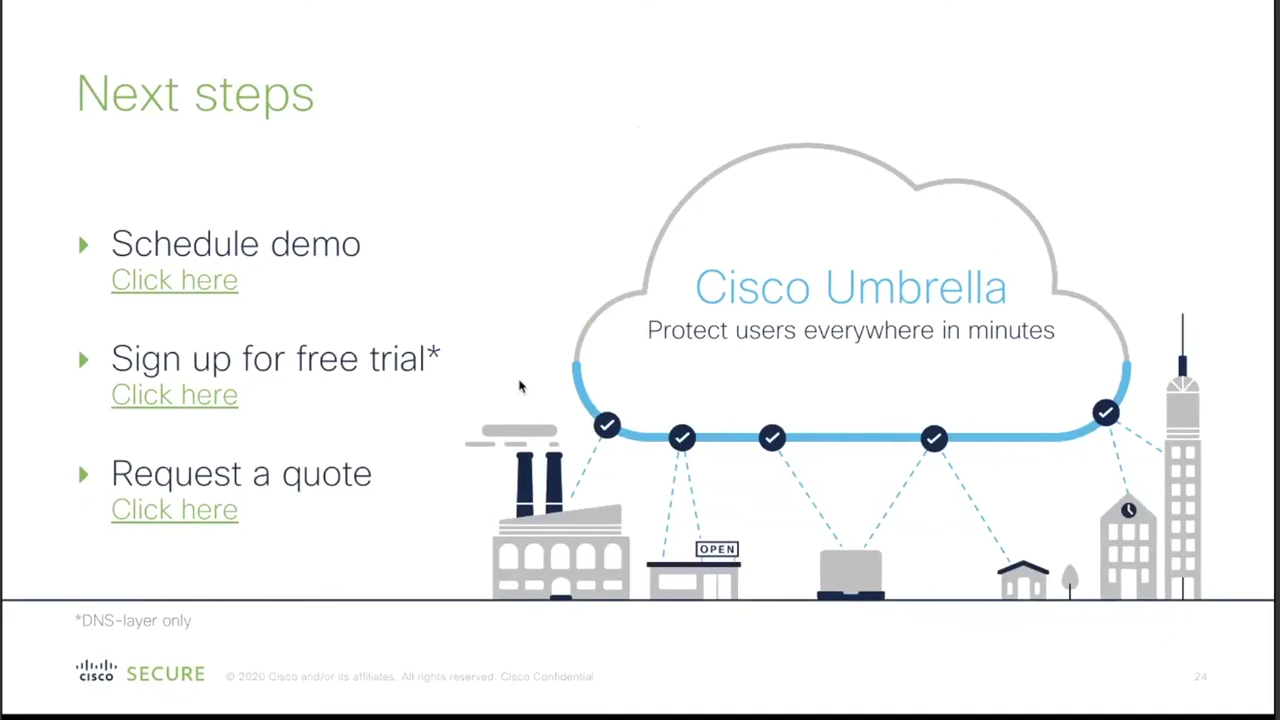 Next steps
Schedule demo
Click here
Sign up for free trial*
Click here
Request a quote
Click here
Cisco Umbrella
Protect users everywhere in minutes
OPEN
*DNS-layer only
CISCO SECURE
© 2020 Cisco and/or its affiliates. All rights reserved. Cisco Confidential
24